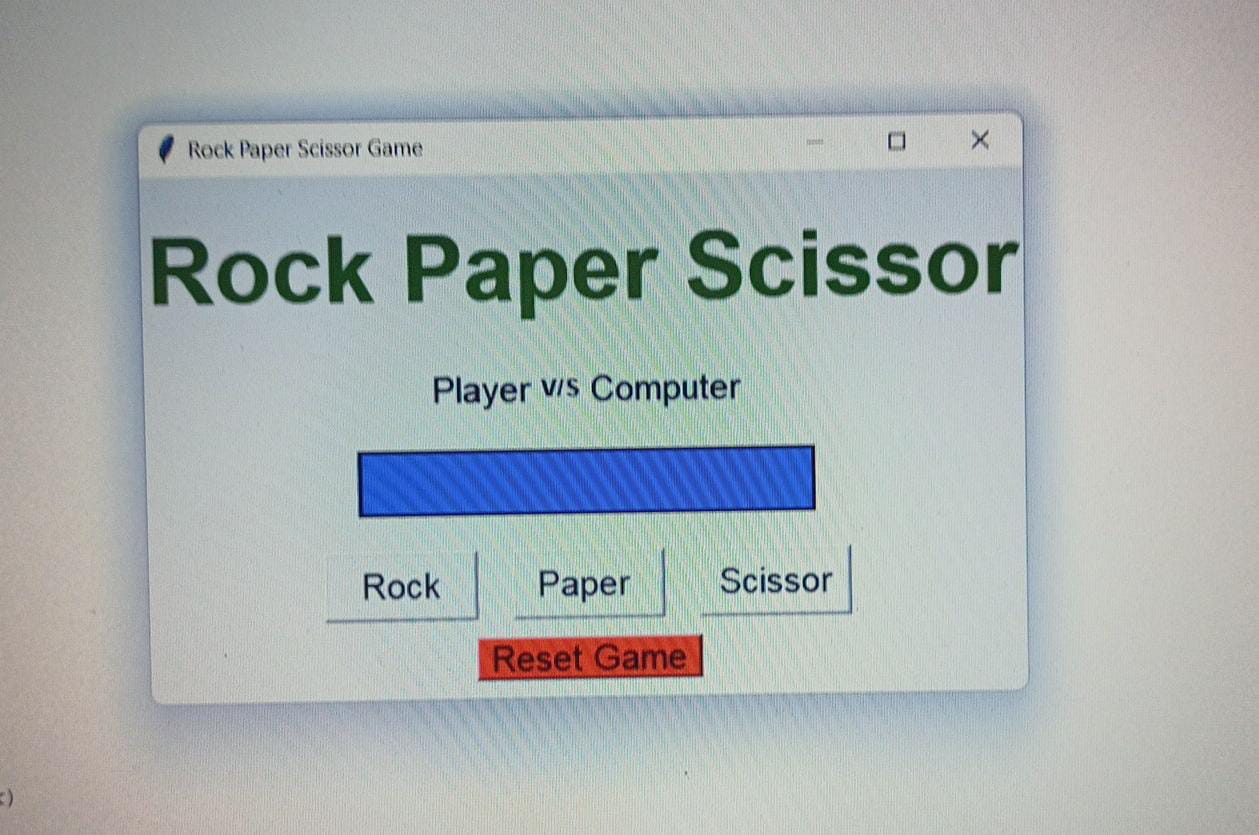 Rock Paper Scissor Game
Rock Paper Scissor
Player V/S Computer
Rock Paper Scissor
Reset Game